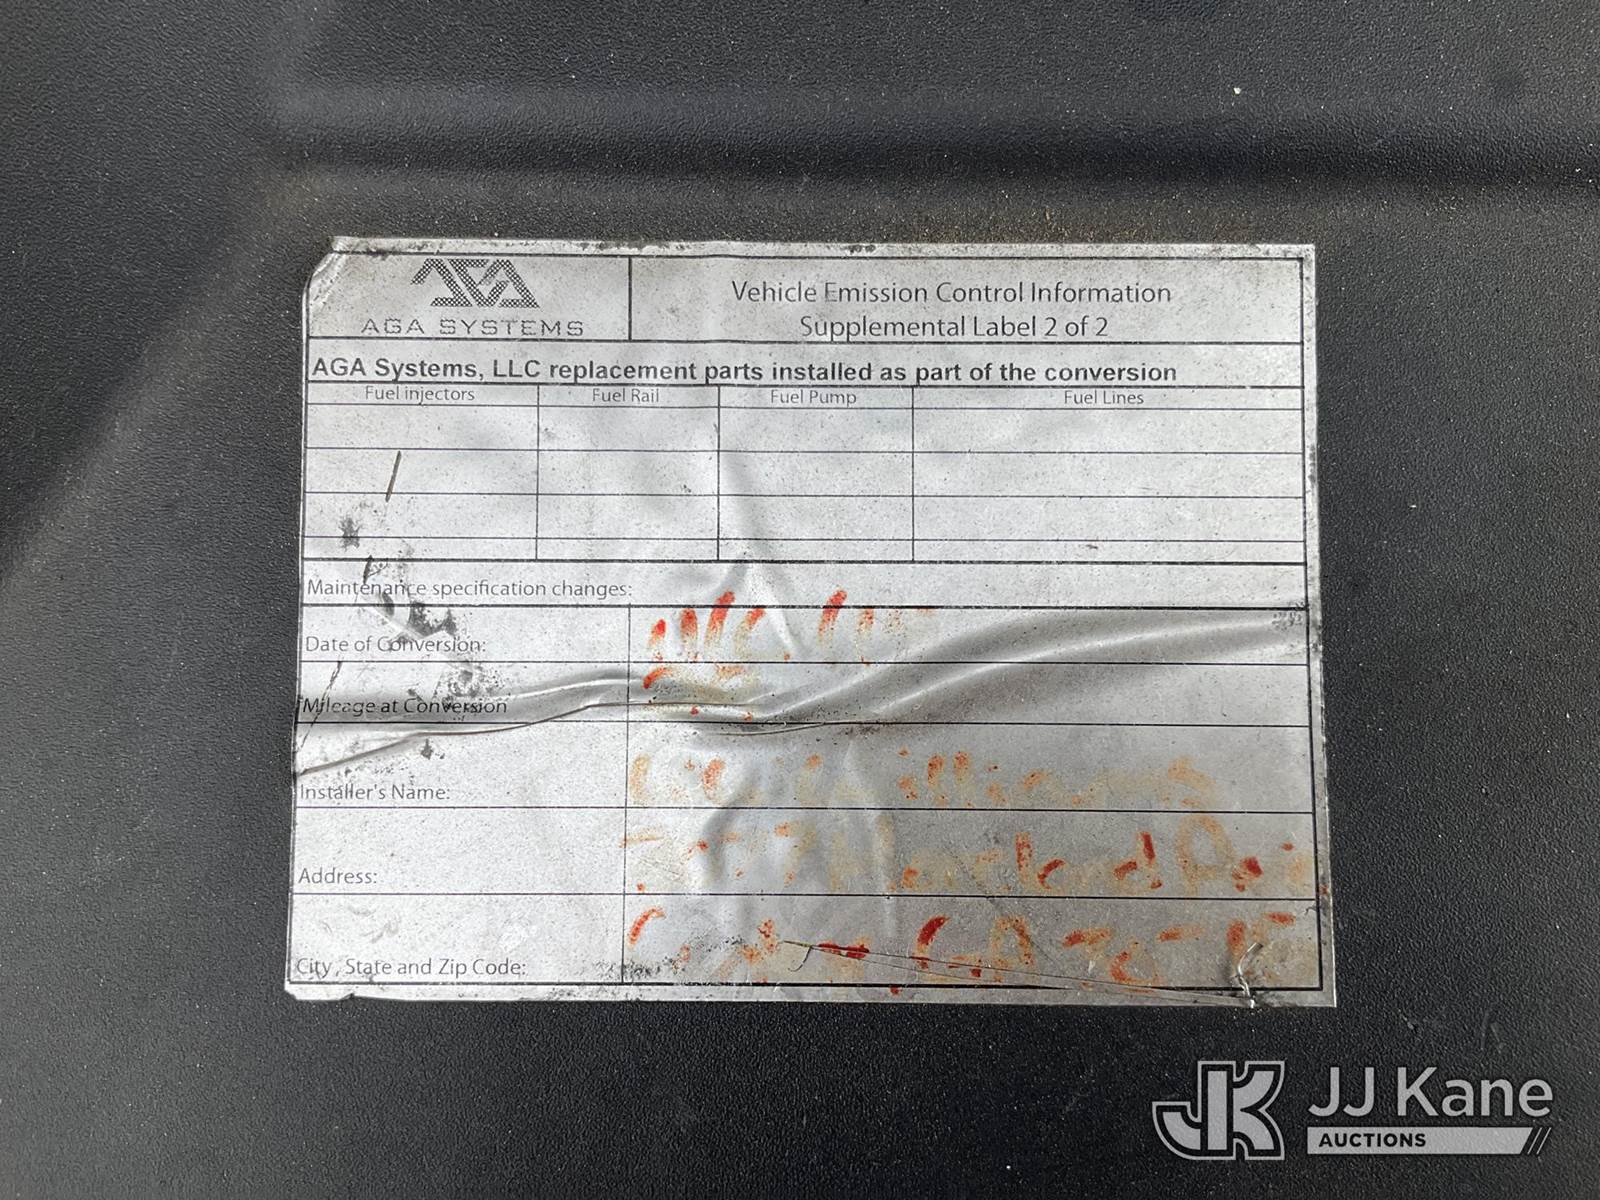 AGA SYSTEMS
Vehicle Emission Control Information
Supplemental Label 2 of 2
AGA Systems, LLC replacement parts installed as part of the conversion
Fuel injectors Fuel Rail Fuel Pump Fuel Lines
Maintenance specification changes:
Date of Conversion:
Mileage at Conversion
Installer's Name:
Address:
City, State and Zip Code: GA
JK JJ Kane
AUCTIONS